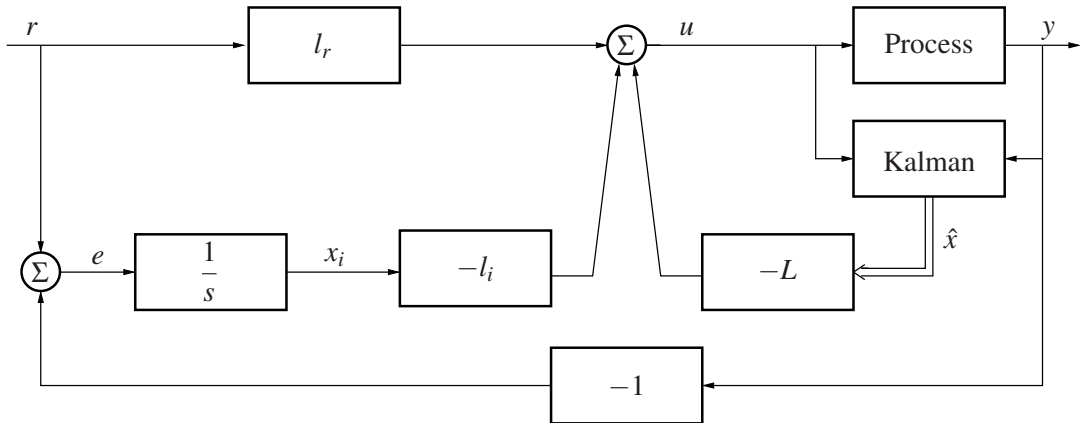 r
l_r
Σ
u
Process
y
Kalman
x̂
Σ
e
1
s
x_i
−l_i
−L
−1